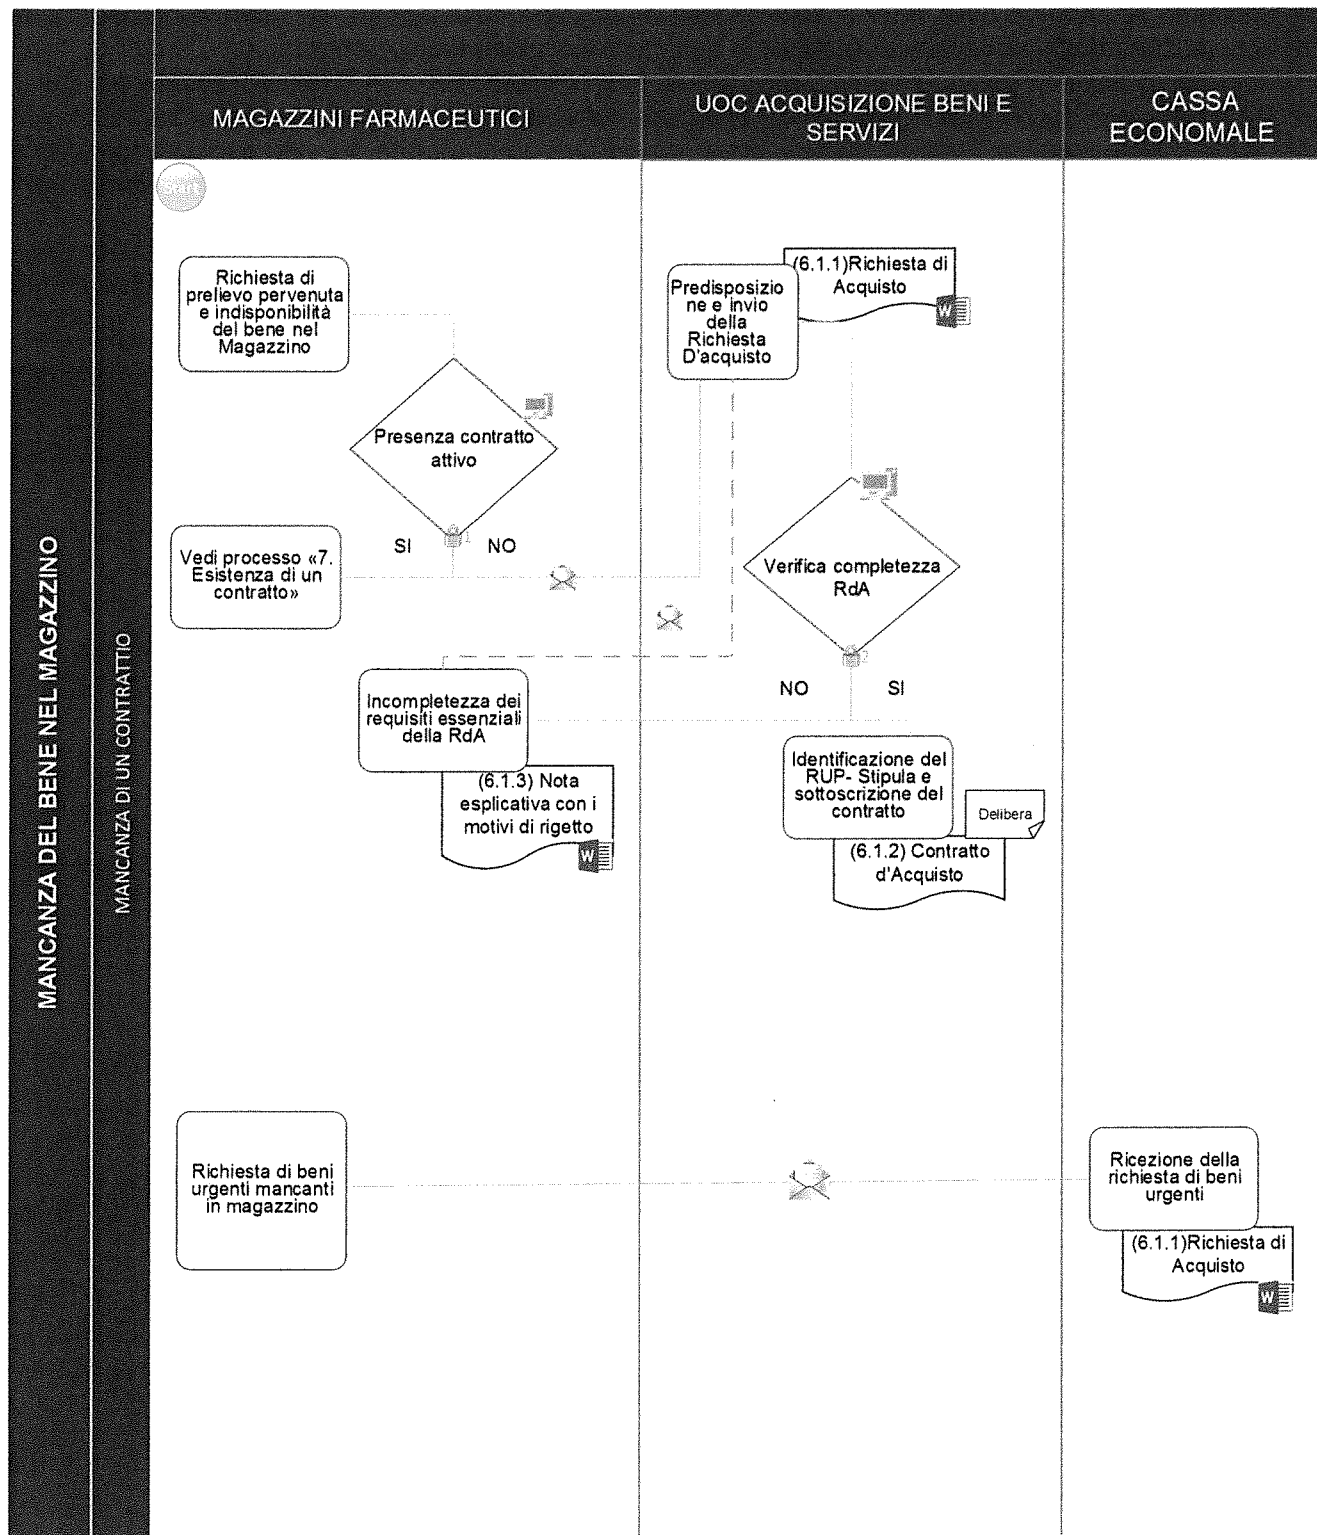 MANCANZA DEL BENE NEL MAGAZZINO
MANCANZA DI UN CONTRATTIO
MAGAZZINI FARMACEUTICI
UOC ACQUISIZIONE BENI E
SERVIZI
CASSA
ECONOMALE
Start
Richiesta di
prelievo pervenuta
e indisponibilità
del bene nel
Magazzino
Presenza contratto
attivo
1
SI
NO
Vedi processo «7.
Esistenza di un
contratto»
Predisposizio
ne e invio
della
Richiesta
D'acquisto
(6.1.1)Richiesta di
Acquisto
W
Verifica completezza
RdA
2
NO
SI
Incompletezza dei
requisiti essenziali
della RdA
(6.1.3) Nota
esplicativa con i
motivi di rigetto
W
Identificazione del
RUP- Stipula e
sottoscrizione del
contratto
Delibera
(6.1.2) Contratto
d'Acquisto
Richiesta di beni
urgenti mancanti
in magazzino
Ricezione della
richiesta di beni
urgenti
(6.1.1)Richiesta di
Acquisto
W